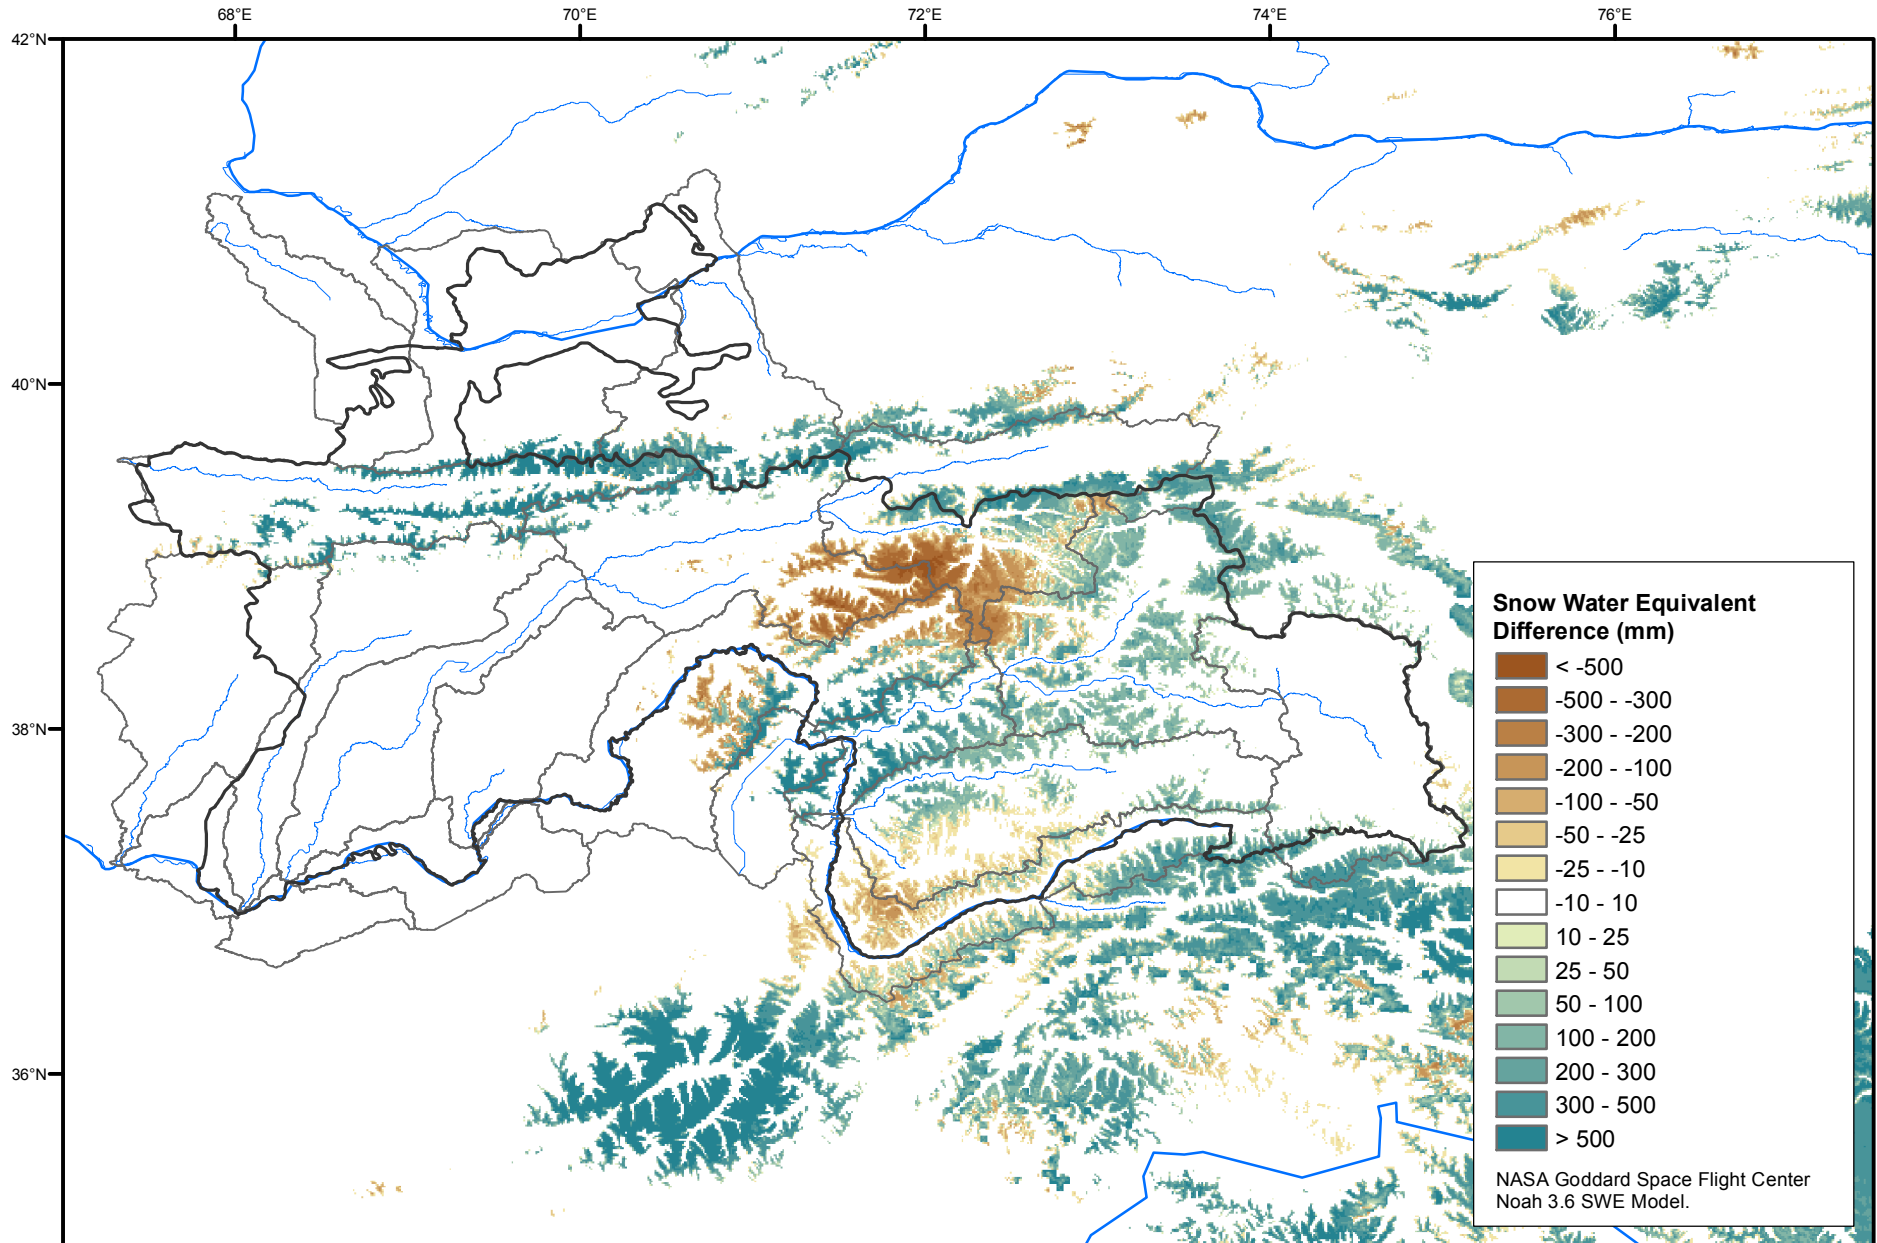 68°E
70°E
72°E
74°E
76°E
42°N
40°N
38°N
36°N
Snow Water Equivalent
Difference (mm)
< -500
-500 - -300
-300 - -200
-200 - -100
-100 - -50
-50 - -25
-25 - -10
-10 - 10
10 - 25
25 - 50
50 - 100
100 - 200
200 - 300
300 - 500
> 500
NASA Goddard Space Flight Center
Noah 3.6 SWE Model.